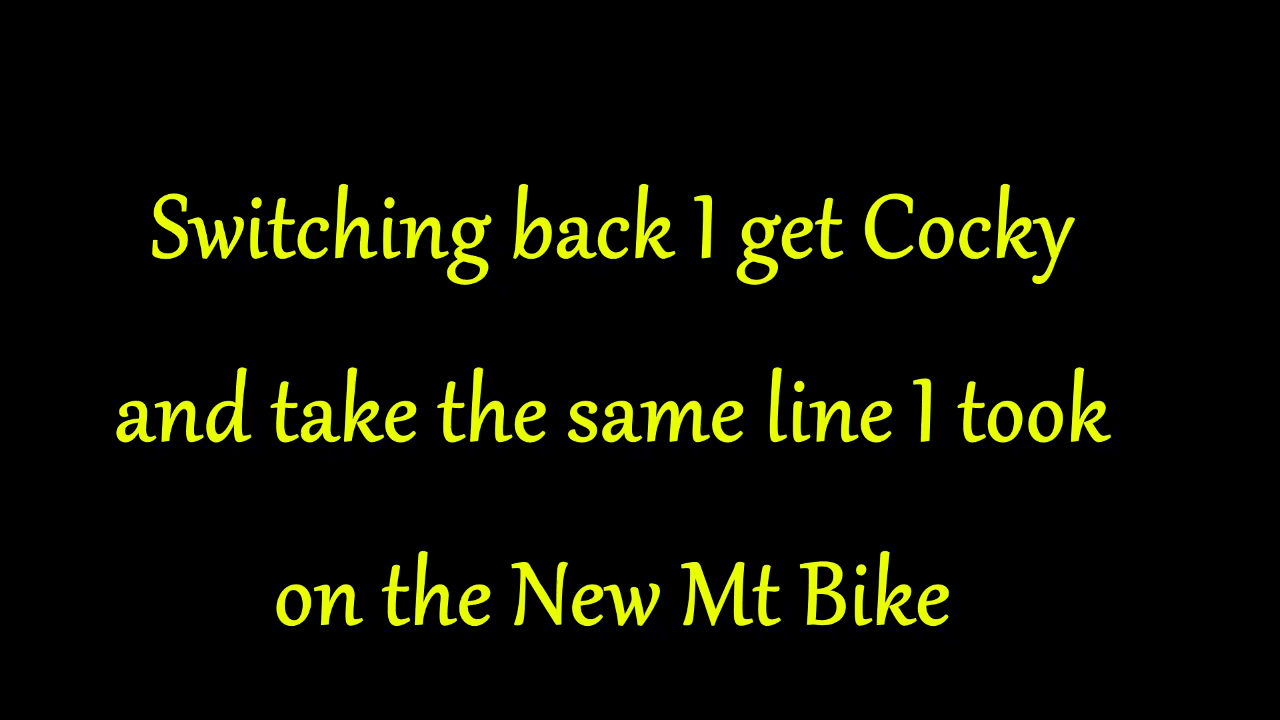 Switching back I get Cocky
and take the same line I took
on the New Mt Bike